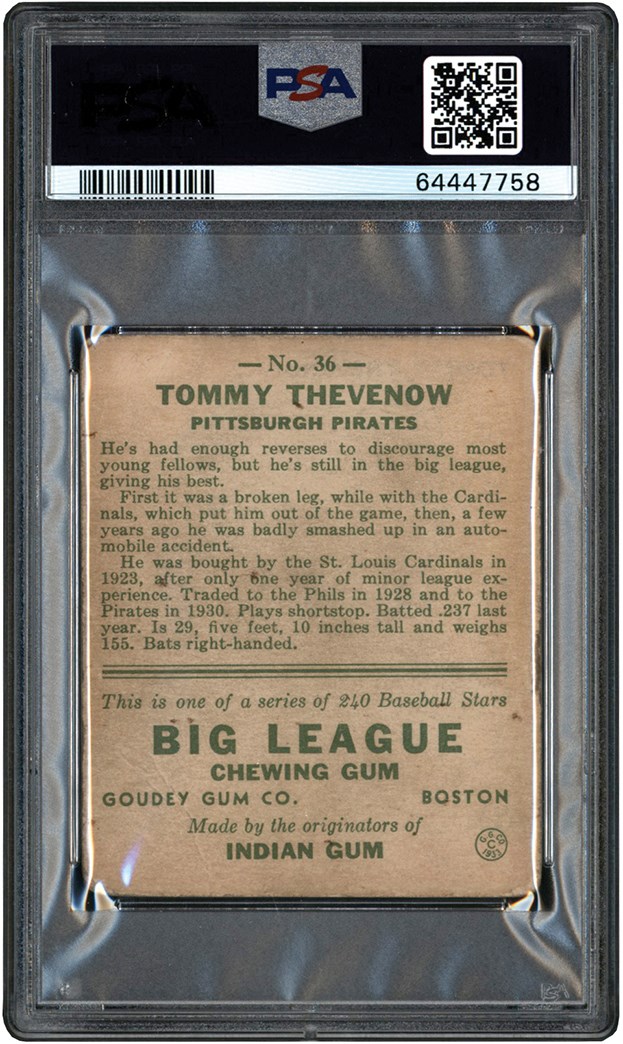 PSA
PSA
64447758
— No. 36 —
TOMMY THEVENOW
PITTSBURGH PIRATES
He's had enough reverses to discourage most
young fellows, but he's still in the big league,
giving his best.
First it was a broken leg, while with the Cardi-
nals, which put him out of the game, then, a few
years ago he was badly smashed up in an auto-
mobile accident.
He was bought by the St. Louis Cardinals in
1923, after only one year of minor league ex-
perience. Traded to the Phils in 1928 and to the
Pirates in 1930. Plays shortstop. Batted .237 last
year. Is 29, five feet, 10 inches tall and weighs
155. Bats right-handed.
This is one of a series of 240 Baseball Stars
BIG LEAGUE
CHEWING GUM
GOUDEY GUM CO. BOSTON
Made by the originators of
INDIAN GUM
G. G. CO.
C
1933
PSA